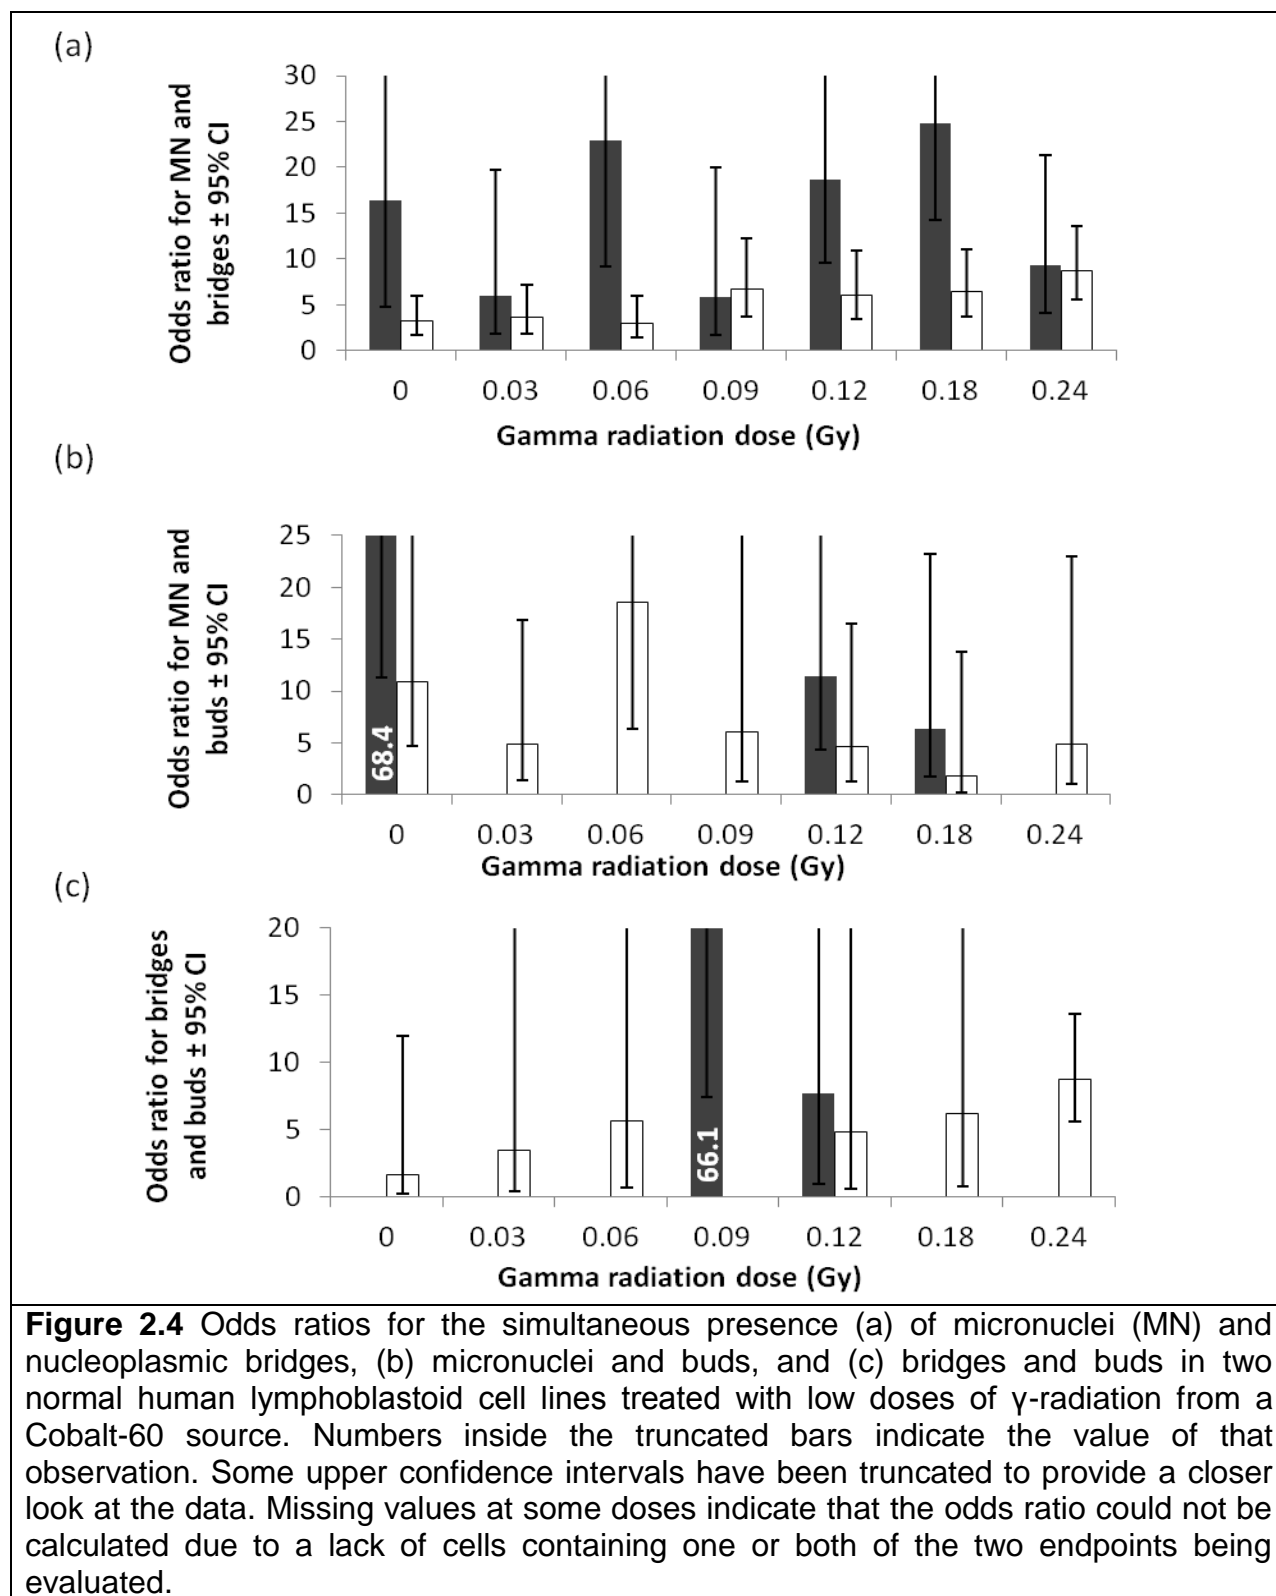 (a)
Odds ratio for MN and
bridges ± 95% CI
30
25
20
15
10
5
0
0 0.03 0.06 0.09 0.12 0.18 0.24
Gamma radiation dose (Gy)
(b)
Odds ratio for MN and
buds ± 95% CI
25
20
15
10
5
0
68.4
0 0.03 0.06 0.09 0.12 0.18 0.24
Gamma radiation dose (Gy)
(c)
Odds ratio for bridges
and buds ± 95% CI
20
15
10
5
0
66.1
0 0.03 0.06 0.09 0.12 0.18 0.24
Gamma radiation dose (Gy)
Figure 2.4 Odds ratios for the simultaneous presence (a) of micronuclei (MN) and
nucleoplasmic bridges, (b) micronuclei and buds, and (c) bridges and buds in two
normal human lymphoblastoid cell lines treated with low doses of γ-radiation from a
Cobalt-60 source. Numbers inside the truncated bars indicate the value of that
observation. Some upper confidence intervals have been truncated to provide a closer
look at the data. Missing values at some doses indicate that the odds ratio could not be
calculated due to a lack of cells containing one or both of the two endpoints being
evaluated.